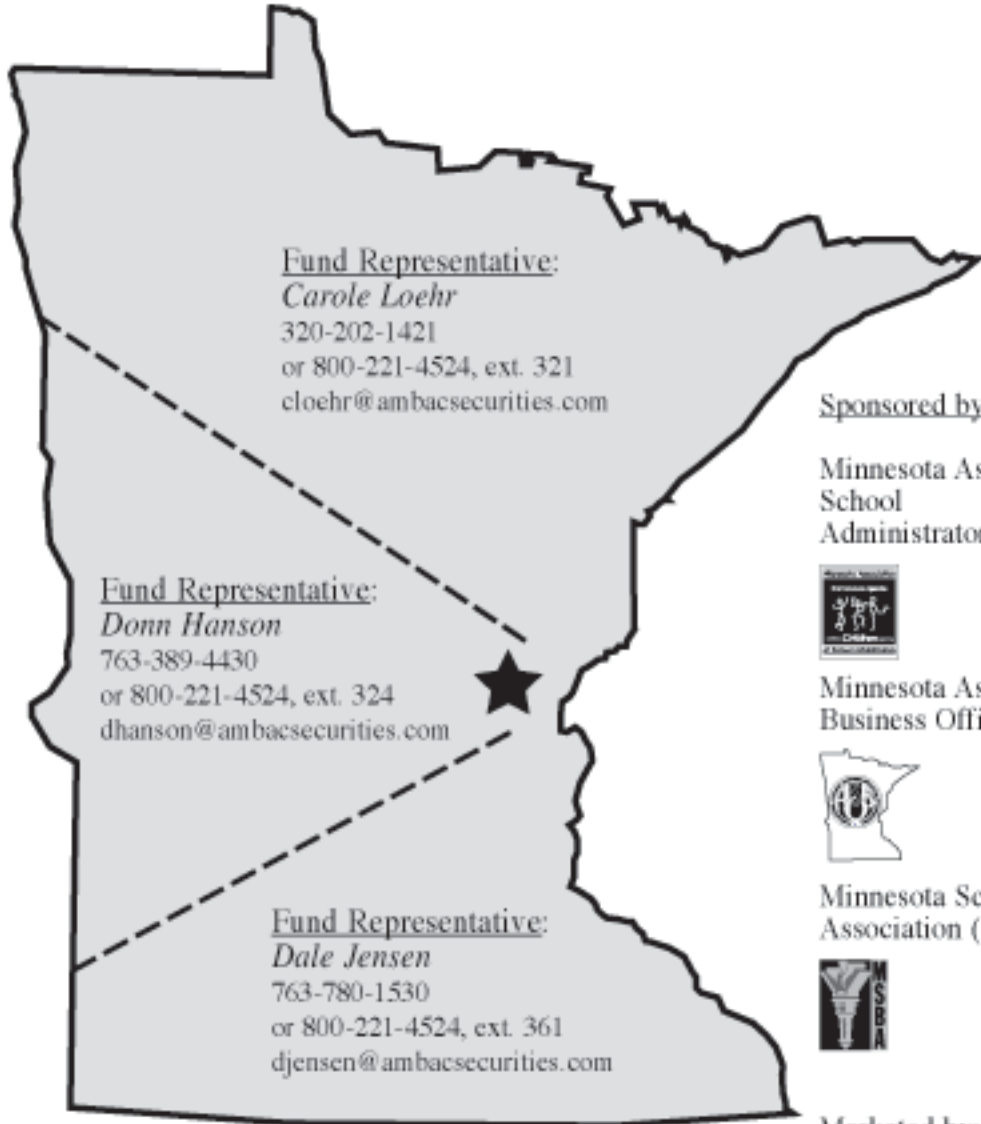 Fund Representative:
Carole Loehr
320-202-1421
or 800-221-4524, ext. 321
cloehr@ambacsecurities.com
Fund Representative:
Donn Hanson
763-389-4430
or 800-221-4524, ext. 324
dhanson@ambacsecurities.com
Fund Representative:
Dale Jensen
763-780-1530
or 800-221-4524, ext. 361
djensen@ambacsecurities.com
Sponsored by
Minnesota As
School
Administrator
Minnesota As
Business Offi
Minnesota Sc
Association (
MSBA